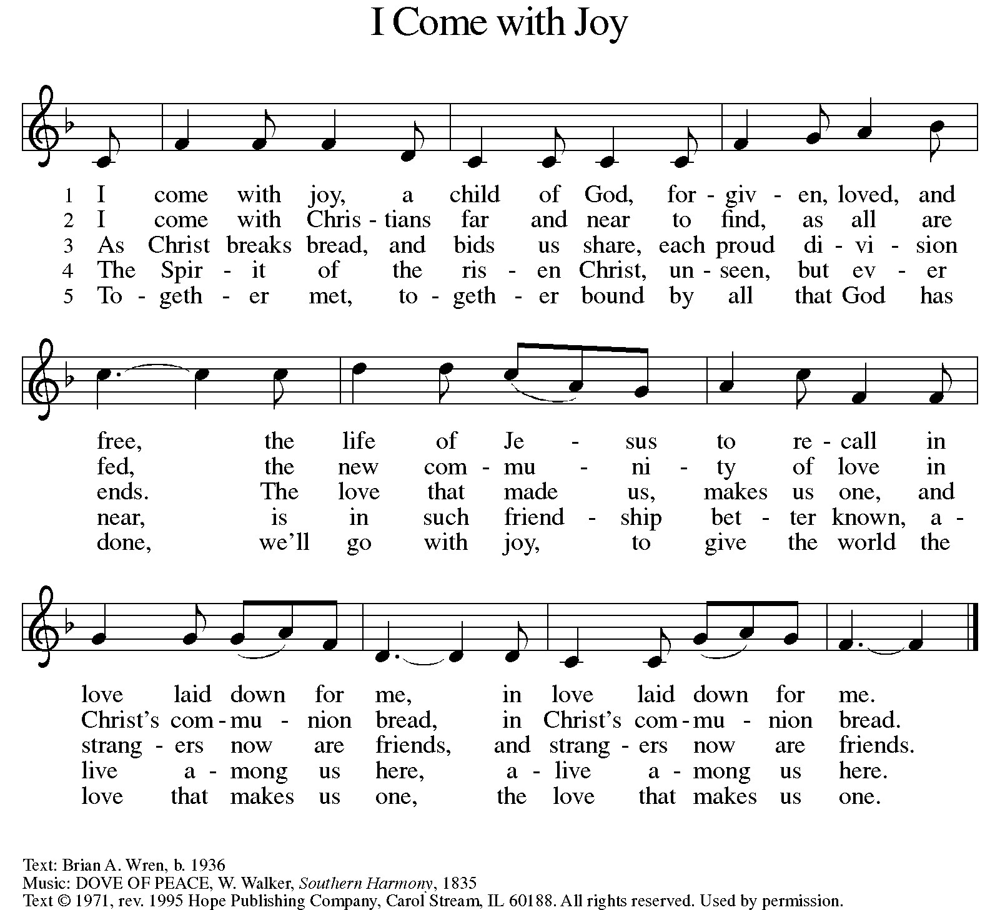 I Come with Joy
1 I come with joy, a child of God, for - giv - en, loved, and
2 I come with Chris - tians far and near to find, as all are
3 As Christ breaks bread, and bids us share, each proud di - vi - sion
4 The Spir - it of the ris - en Christ, un - seen, but ev - er
5 To - geth - er met, to - geth - er bound by all that God has
free, the life of Je - sus to re - call in
fed, the new com - mu - ni - ty of love in
ends. The love that made us, makes us one, and
near, is in such friend - ship bet - ter known, a -
done, we'll go with joy, to give the world the
love laid down for me, in love laid down for me.
Christ's com - mu - nion bread, in Christ's com - mu - nion bread.
strang - ers now are friends, and strang - ers now are friends.
live a - mong us here, a - live a - mong us here.
love that makes us one, the love that makes us one.
Text: Brian A. Wren, b. 1936
Music: DOVE OF PEACE, W. Walker, Southern Harmony, 1835
Text © 1971, rev. 1995 Hope Publishing Company, Carol Stream, IL 60188. All rights reserved. Used by permission.